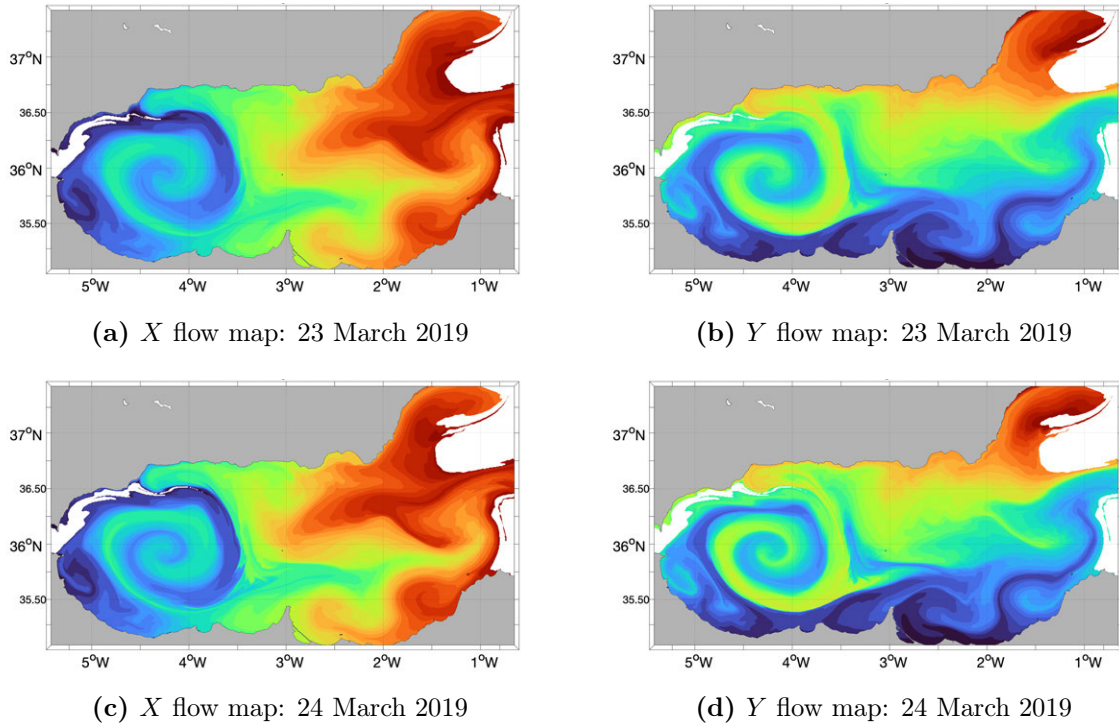 37°N
36.50
36°N
35.50
5°W 4°W 3°W 2°W 1°W
(a) X flow map: 23 March 2019
37°N
36.50
36°N
35.50
5°W 4°W 3°W 2°W 1°W
(b) Y flow map: 23 March 2019
37°N
36.50
36°N
35.50
5°W 4°W 3°W 2°W 1°W
(c) X flow map: 24 March 2019
37°N
36.50
36°N
35.50
5°W 4°W 3°W 2°W 1°W
(d) Y flow map: 24 March 2019